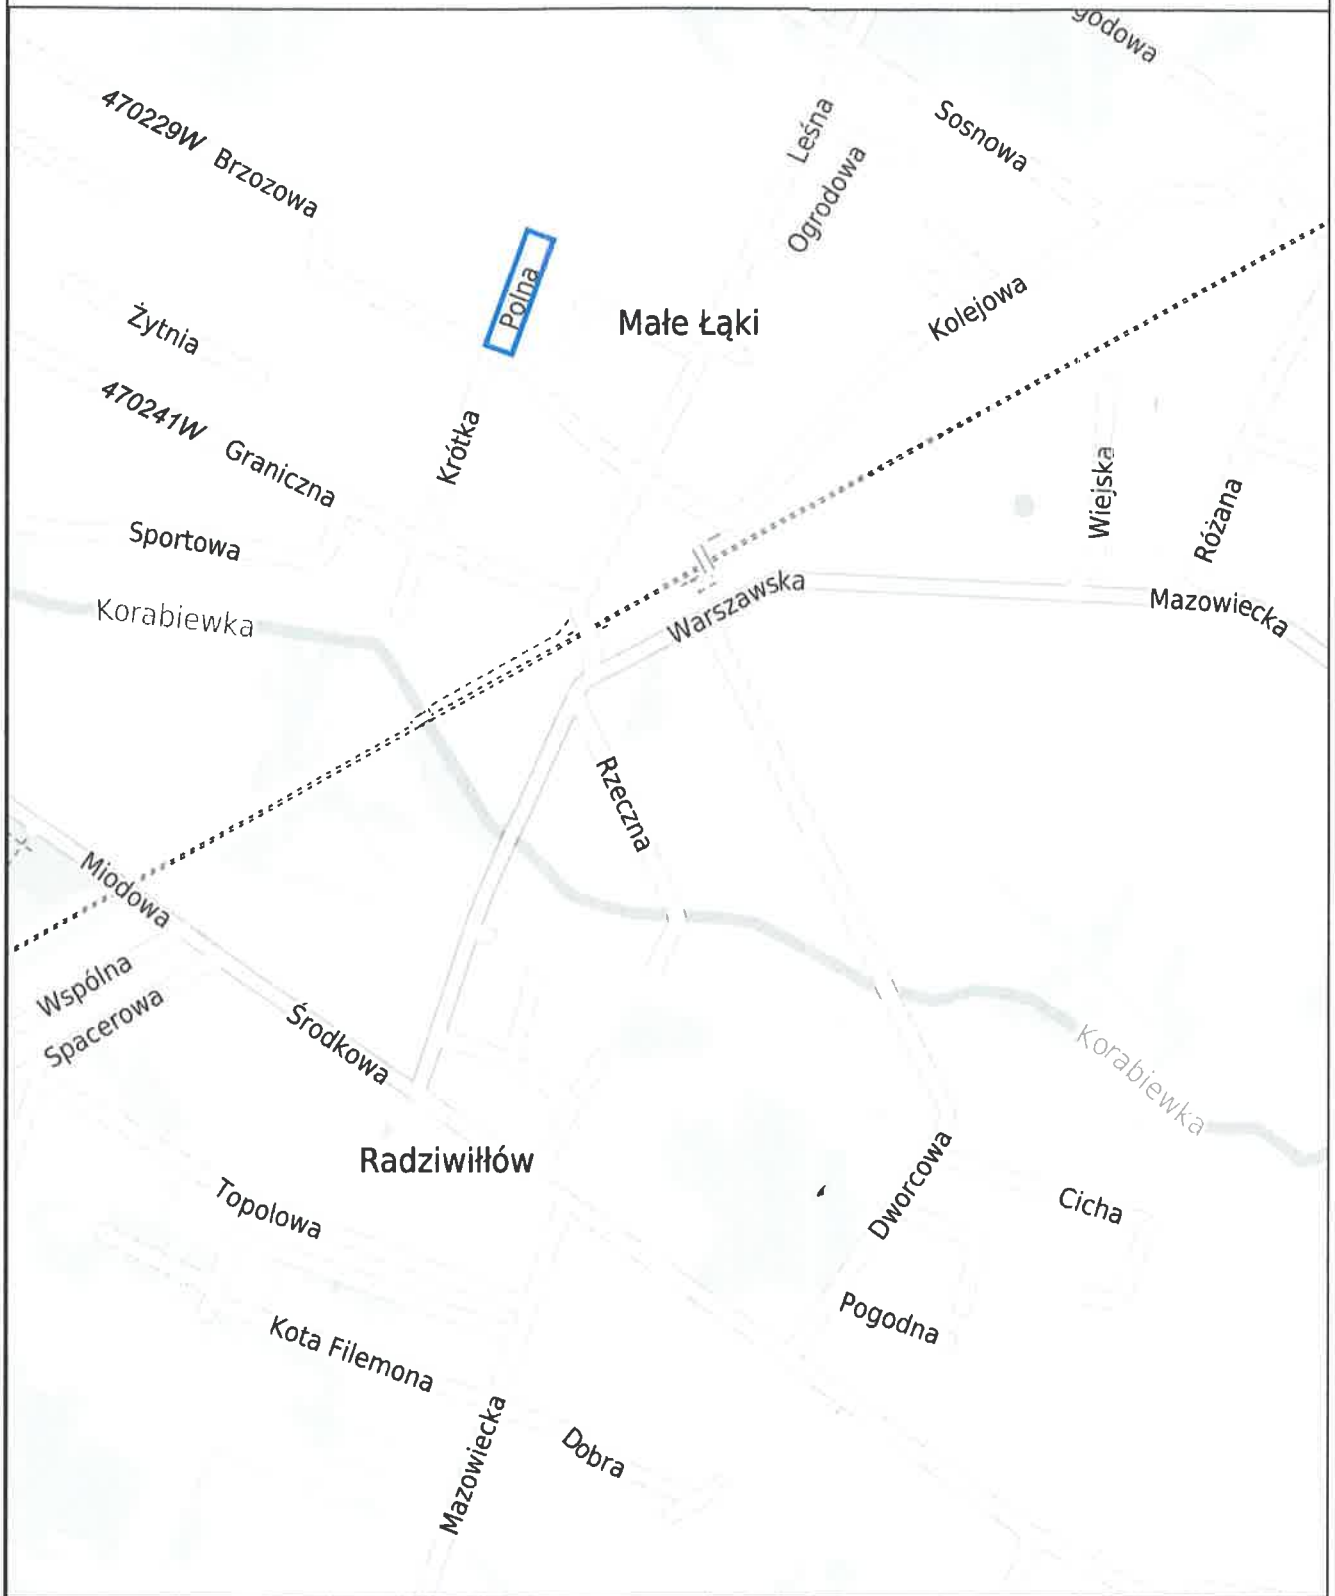 godowa
470229W Brzozowa
Leśna
Sosnowa
Ogrodowa
Polna
Małe Łąki
Kolejowa
Żytnia
470241W Graniczna
Krótka
Wiejska
Różana
Sportowa
Korabiewka
Warszawska
Mazowiecka
Rzeczna
Miodowa
Wspólna
Spacerowa
Środkowa
Korabiewka
Radziwiłłów
Dworcowa
Cicha
Topolowa
Pogodna
Kota Filemona
Mazowiecka
Dobra